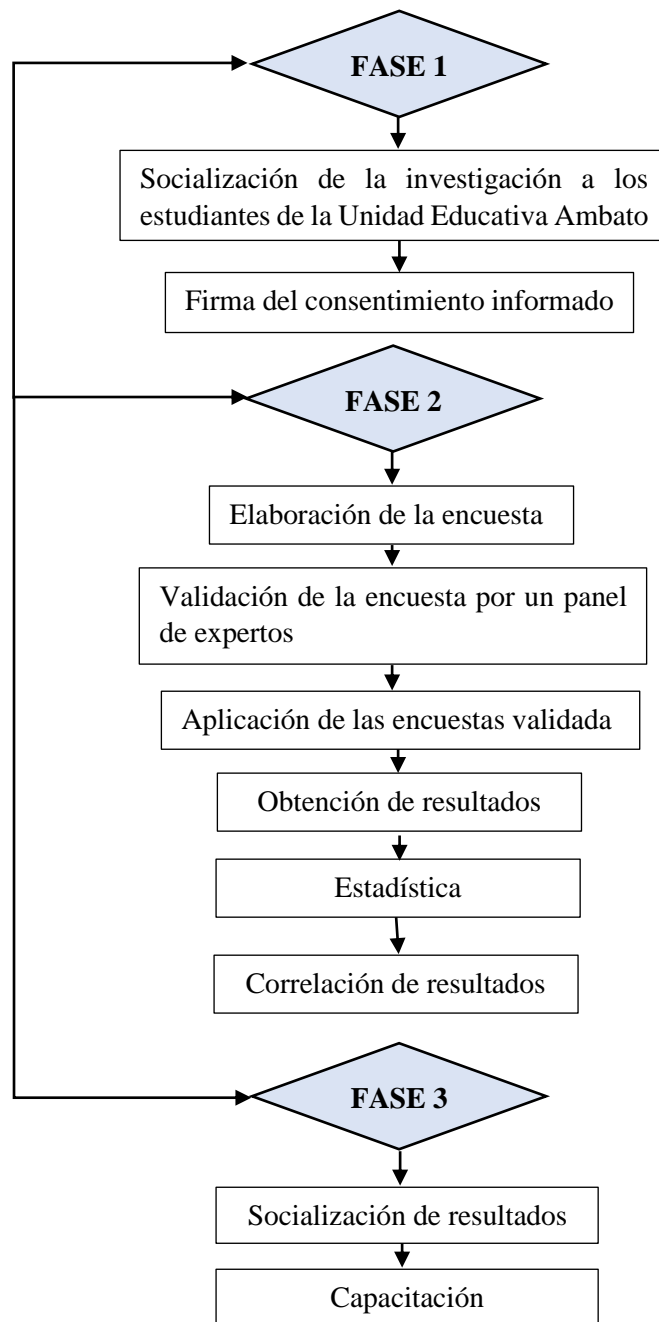 FASE 1
Socialización de la investigación a los
estudiantes de la Unidad Educativa Ambato
Firma del consentimiento informado
FASE 2
Elaboración de la encuesta
Validación de la encuesta por un panel
de expertos
Aplicación de las encuestas validada
Obtención de resultados
Estadística
Correlación de resultados
FASE 3
Socialización de resultados
Capacitación